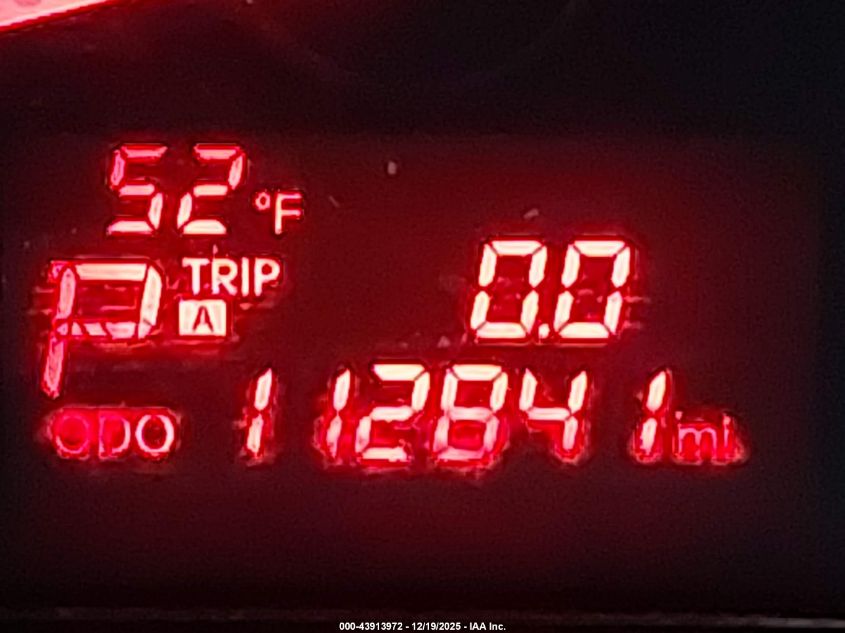 52 °F
P TRIP A 0.0
ODO 112841 mi
000-43913972 - 12/19/2025 - IAA Inc.